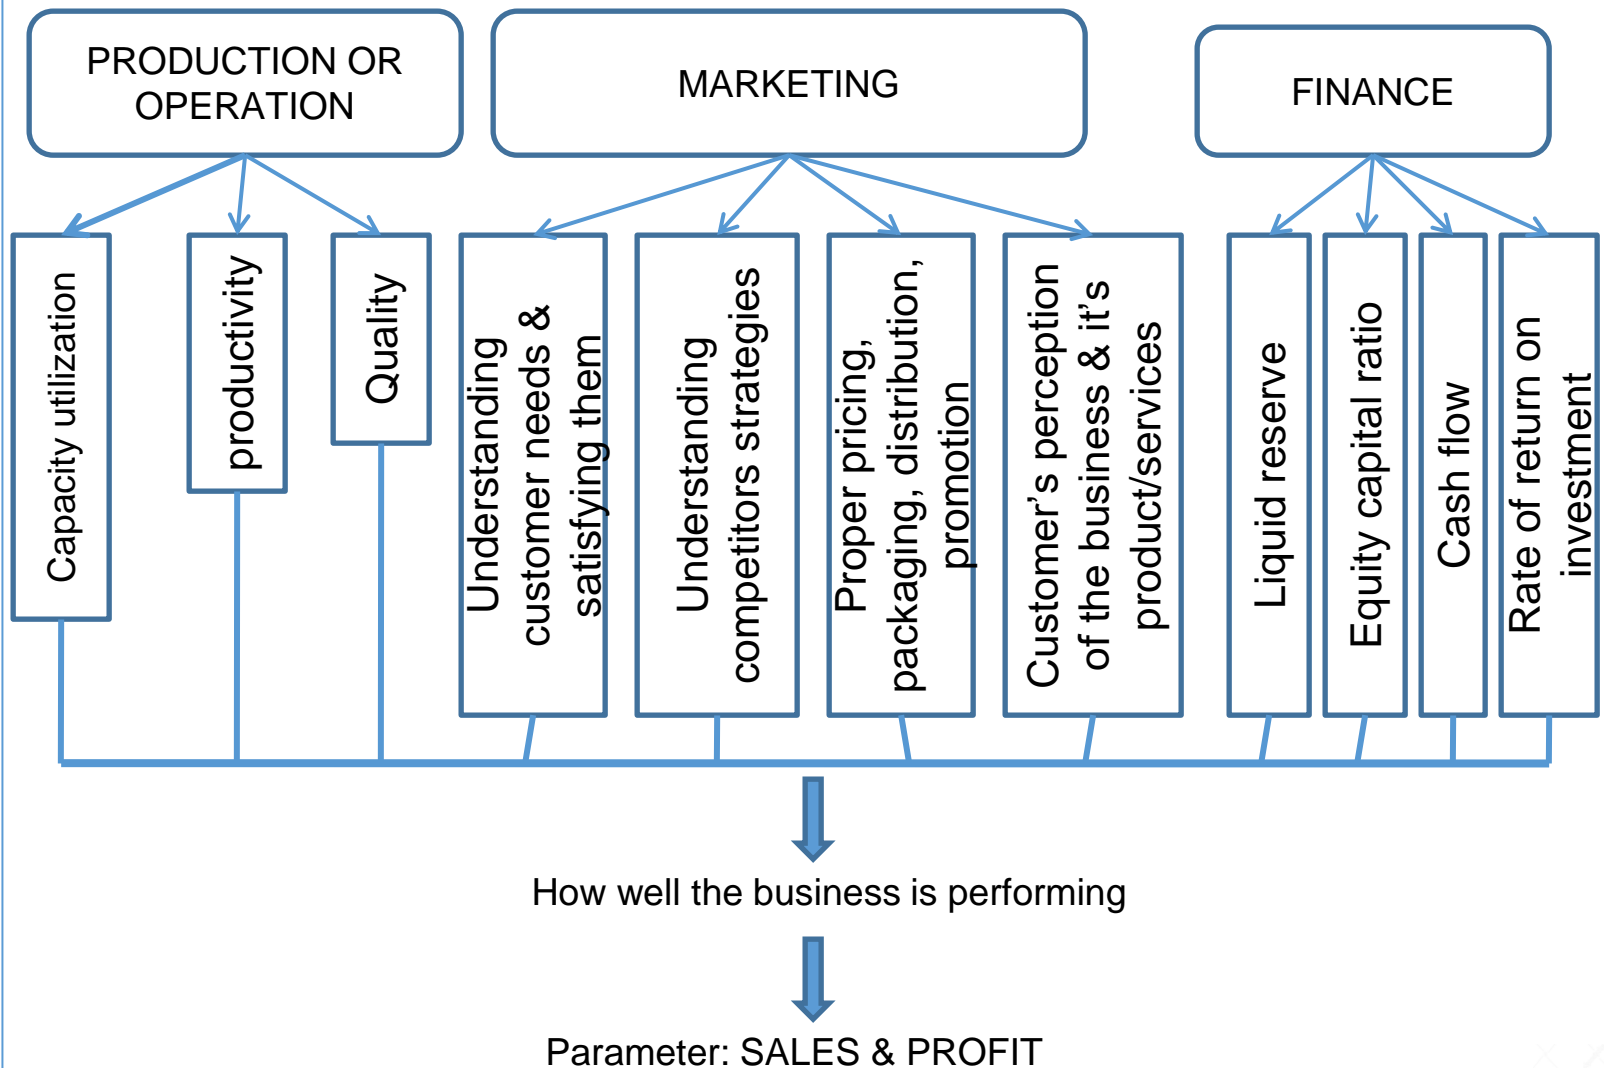 PRODUCTION OR
OPERATION
MARKETING
FINANCE
Capacity utilization
productivity
Quality
Understanding
customer needs &
satisfying them
Understanding
competitors strategies
Proper pricing,
packaging, distribution,
promotion
Customer’s perception
of the business & it’s
product/services
Liquid reserve
Equity capital ratio
Cash flow
Rate of return on
investment
How well the business is performing
Parameter: SALES & PROFIT